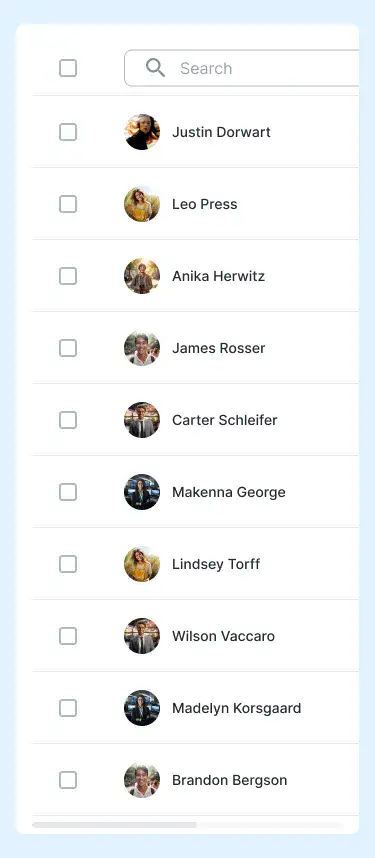 Search
Justin Dorwart
Leo Press
Anika Herwitz
James Rosser
Carter Schleifer
Makenna George
Lindsey Torff
Wilson Vaccaro
Madelyn Korsgaard
Brandon Bergson